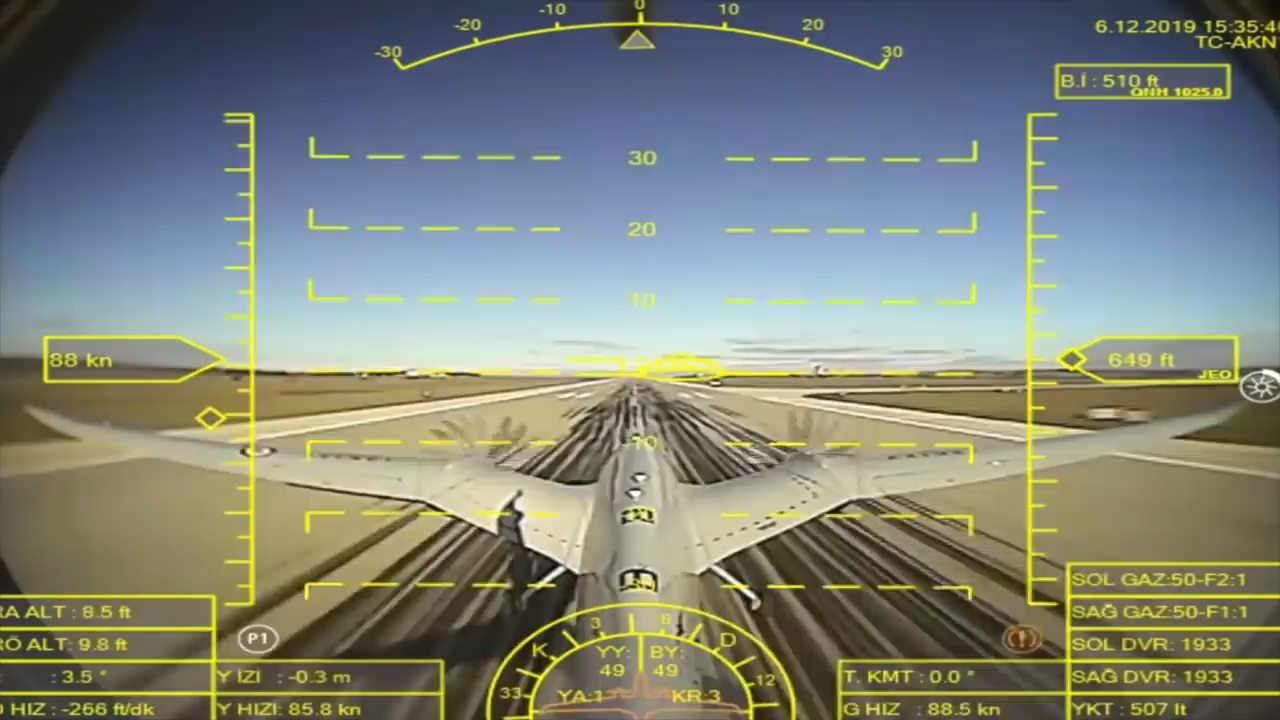 -30 -20 -10 0 10 20 30
6.12.2019 15:35:4
TC-AKN
B.İ : 510 ft
QNH 1025.0
30
20
10
88 kn
649 ft
JEO
-10
RA ALT : 8.5 ft
RÖ ALT: 9.8 ft
: 3.5 °
HIZ : -266 ft/dk
P1
Y İZİ : -0.3 m
Y HIZI: 85.8 kn
33 K 3 6 D 12
YY: 49
BY: 49
YA:1
KR:3
T. KMT : 0.0 °
G HIZ : 88.5 kn
SOL GAZ:50-F2:1
SAĞ GAZ:50-F1:1
SOL DVR: 1933
SAĞ DVR: 1933
YKT : 507 lt